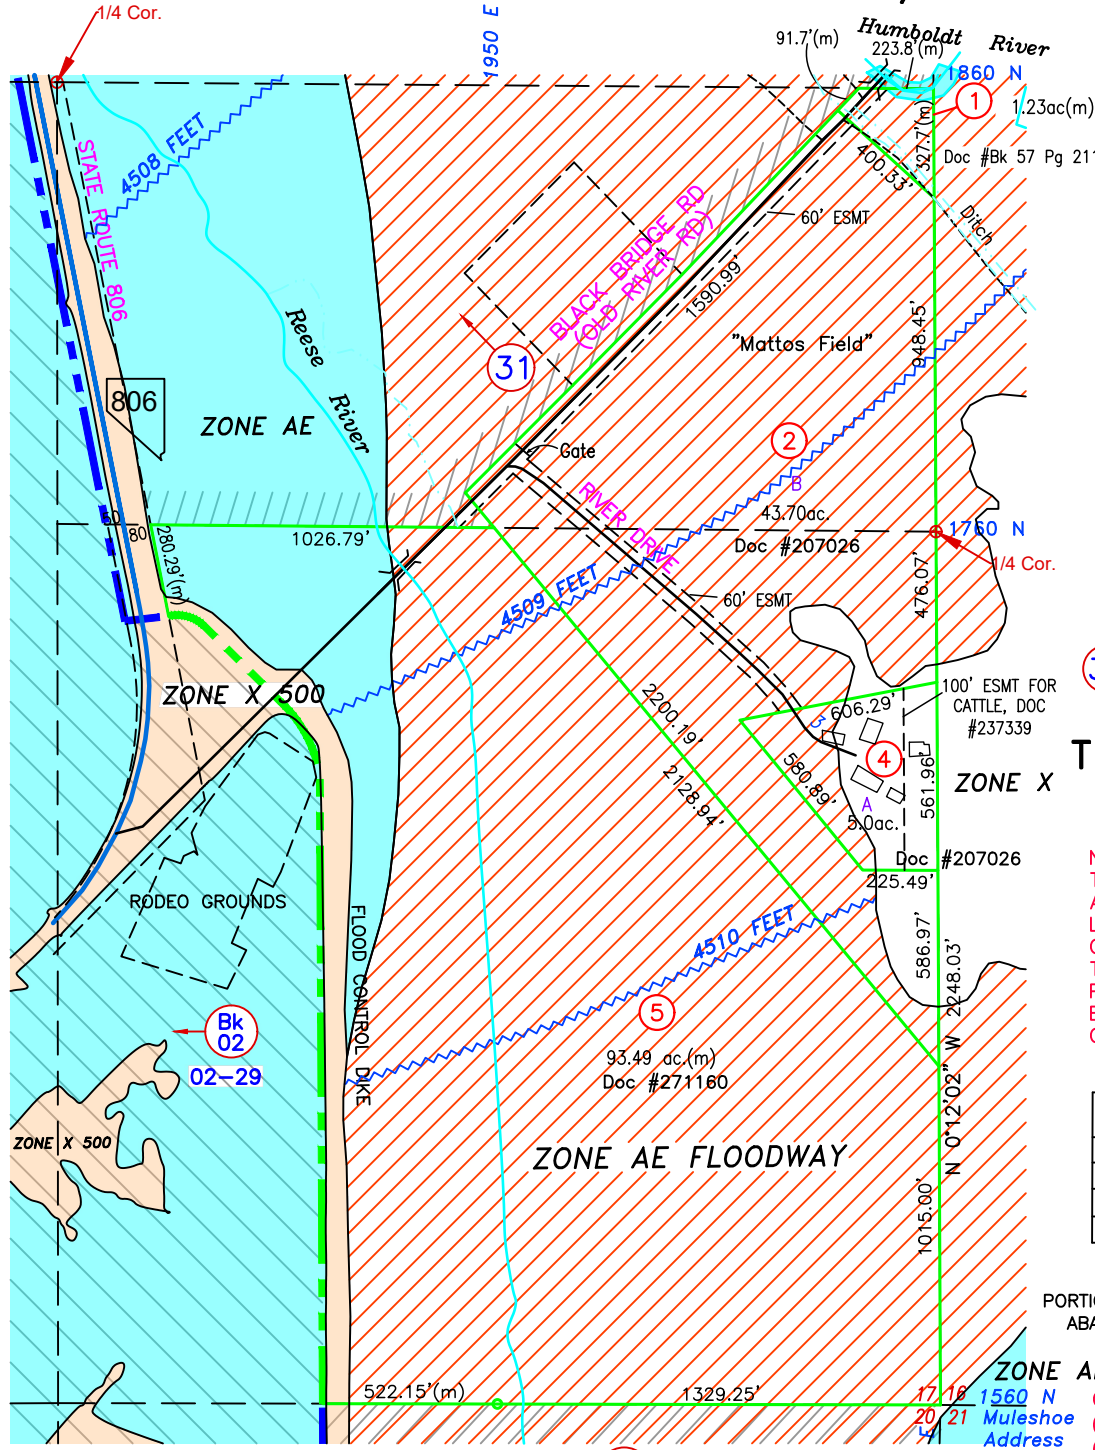 1/4 Cor.
1950 E
Humboldt River
91.7'(m)
223.8'(m)
1860 N
1
1.23ac(m)
527.7'(m)
Doc #Bk 57 Pg 211
400.33'
Ditch
4508 FEET
STATE ROUTE 806
60' ESMT
BLACK BRIDGE RD
(OLD RIVER RD)
1590.99'
Reese River
"Mattos Field"
948.45'
31
806
ZONE AE
2
Gate
B
43.70ac.
RIVER DRIVE
50
80
1026.79'
280.29'(m)
Doc #207026
1760 N
1/4 Cor.
476.07'
4509 FEET
60' ESMT
ZONE X 500
2200.19'
2128.94'
606.29'
3
100' ESMT FOR
CATTLE, DOC
#237339
T
580.89'
4
561.96'
ZONE X
A
5.0ac.
Doc #207026
225.49'
RODEO GROUNDS
FLOOD CONTROL DIKE
4510 FEET
586.97'
2248.03'
N 0°12'02" W
Bk
02
02-29
5
93.49 ac.(m)
Doc #271160
ZONE X 500
ZONE AE FLOODWAY
1015.00'
PORTIO
ABA
ZONE A
522.15'(m)
1329.25'
17 16
20 21
1560 N
Muleshoe
Address